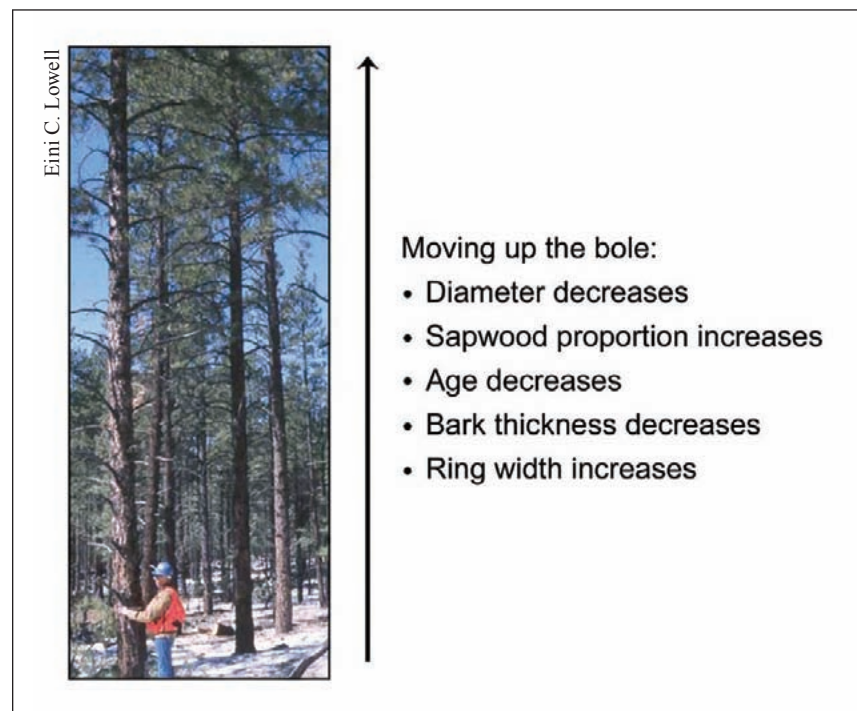 Eini C. Lowell
Moving up the bole:
• Diameter decreases
• Sapwood proportion increases
• Age decreases
• Bark thickness decreases
• Ring width increases